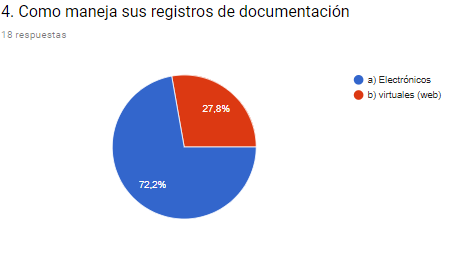 4. Como maneja sus registros de documentación
18 respuestas
a) Electrónicos
b) virtuales (web)
27,8%
72,2%